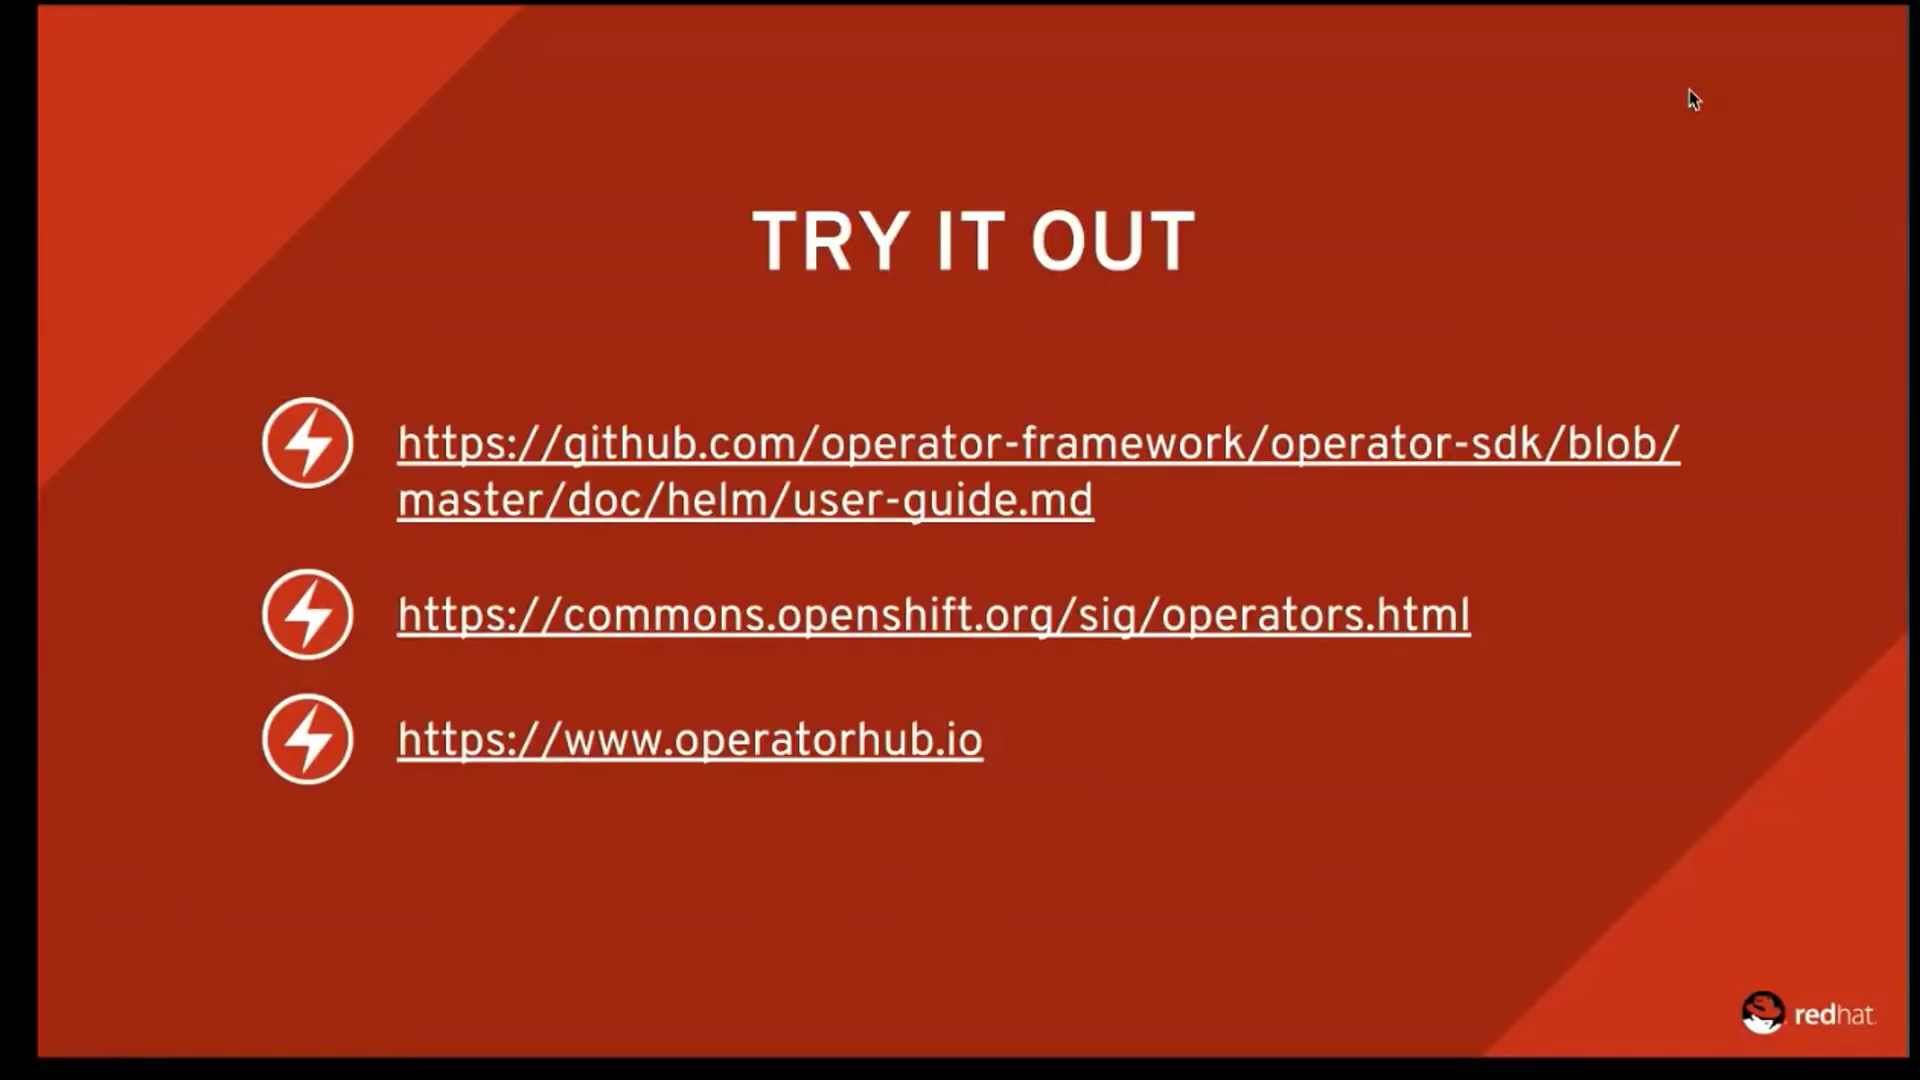 TRY IT OUT
https://github.com/operator-framework/operator-sdk/blob/
master/doc/helm/user-guide.md
https://commons.openshift.org/sig/operators.html
https://www.operatorhub.io
redhat.